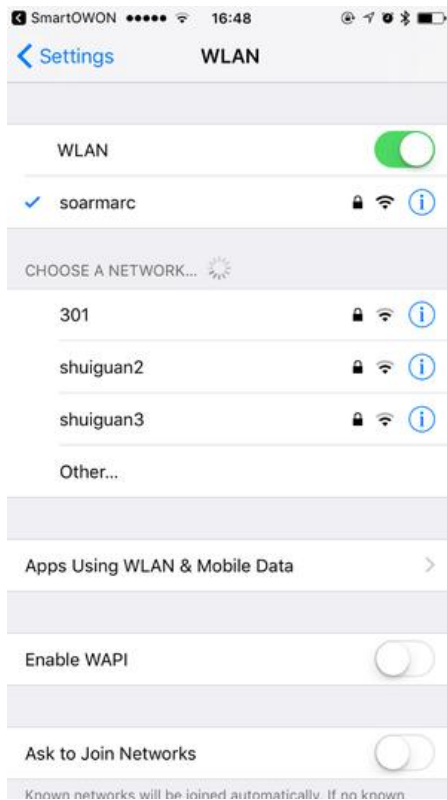 SmartOWON 16:48
Settings WLAN
WLAN
soarmarc
CHOOSE A NETWORK...
301
shuiguan2
shuiguan3
Other...
Apps Using WLAN & Mobile Data
Enable WAPI
Ask to Join Networks
Known networks will be joined automatically. If no known